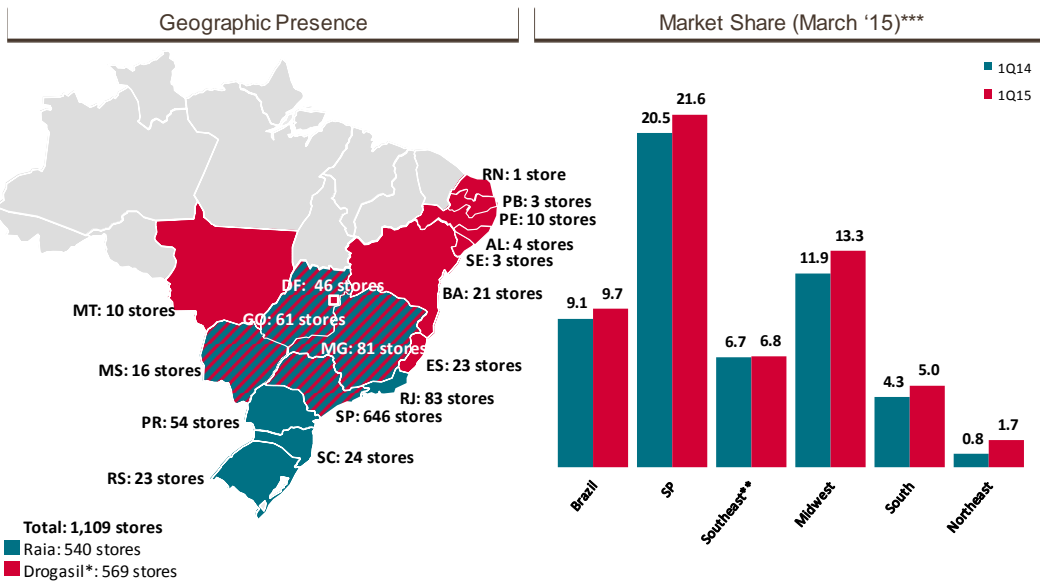 Geographic Presence
RN: 1 store
PB: 3 stores
PE: 10 stores
AL: 4 stores
SE: 3 stores
DF: 46 stores
BA: 21 stores
MT: 10 stores
GO: 61 stores
MG: 81 stores
ES: 23 stores
MS: 16 stores
RJ: 83 stores
SP: 646 stores
PR: 54 stores
SC: 24 stores
RS: 23 stores
Total: 1,109 stores
Raia: 540 stores
Drogasil*: 569 stores
Market Share (March ‘15)***
1Q14
1Q15
9.1 9.7
20.5 21.6
6.7 6.8
11.9 13.3
4.3 5.0
0.8 1.7
Brazil
SP
Southeast**
Midwest
South
Northeast